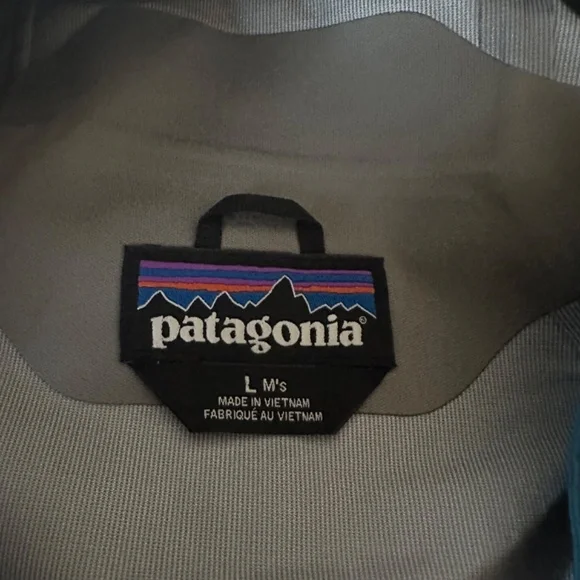 patagonia®
L M's
MADE IN VIETNAM
FABRIQUÉ AU VIETNAM